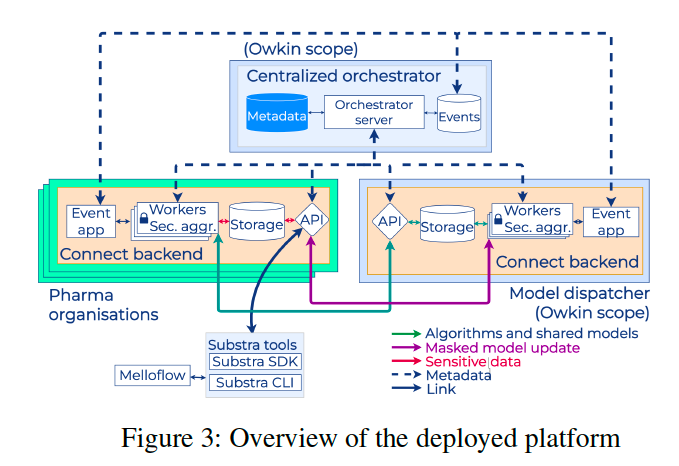 (Owkin scope)
Centralized orchestrator
Metadata
Orchestrator
server
Events
Event
app
Workers
Sec. aggr.
Storage
API
Connect backend
Pharma
organisations
API
Storage
Workers
Sec. aggr.
Event
app
Connect backend
Model dispatcher
(Owkin scope)
Substra tools
Substra SDK
Substra CLI
Melloflow
Algorithms and shared models
Masked model update
Sensitive data
Metadata
Link
Figure 3: Overview of the deployed platform